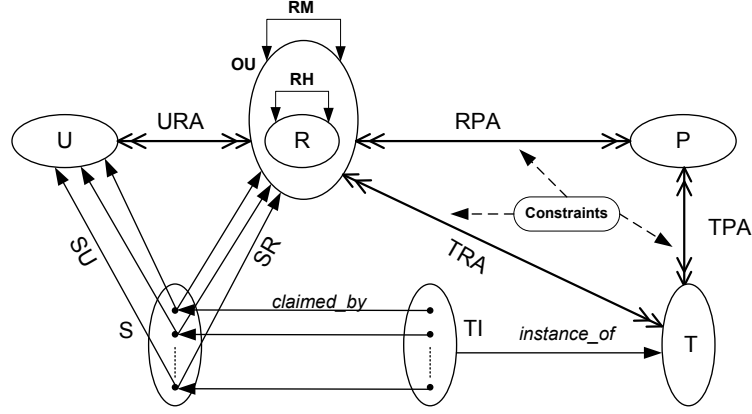 RM
OU
RH
U
URA
R
RPA
P
Constraints
TPA
SU
SR
TRA
claimed_by
S
TI
instance_of
T